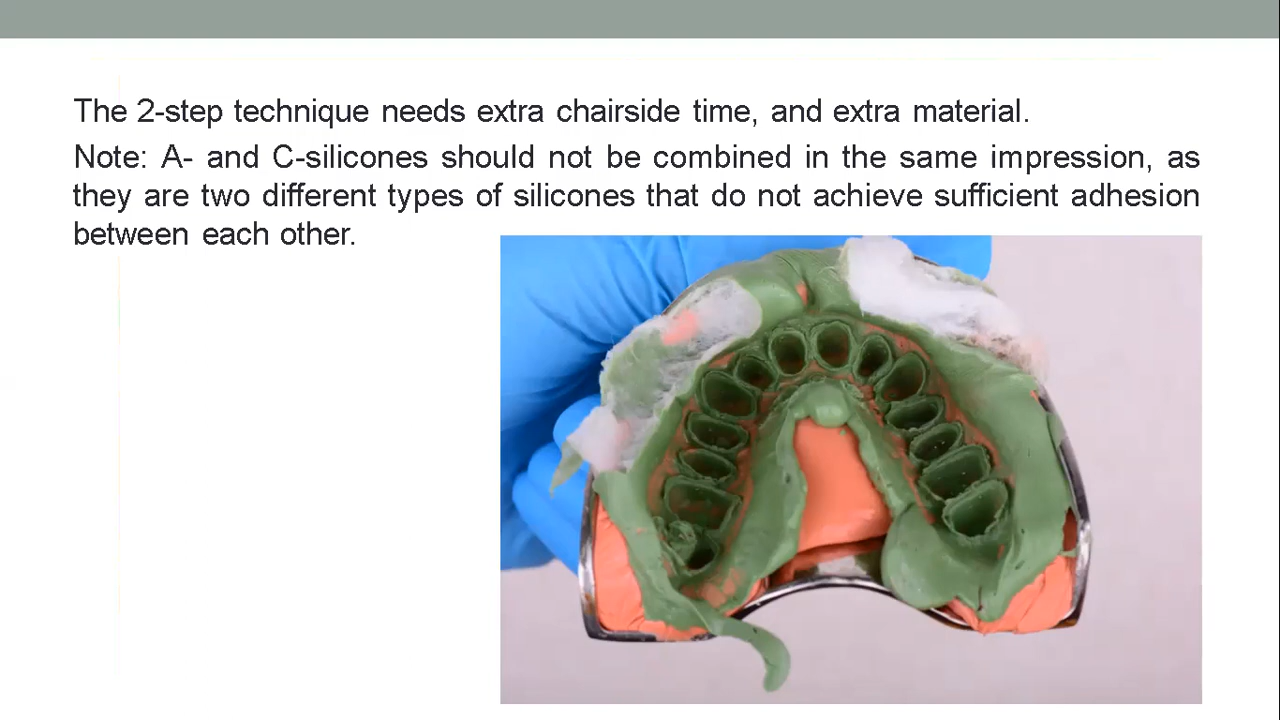 The 2-step technique needs extra chairside time, and extra material.
Note: A- and C-silicones should not be combined in the same impression, as
they are two different types of silicones that do not achieve sufficient adhesion
between each other.